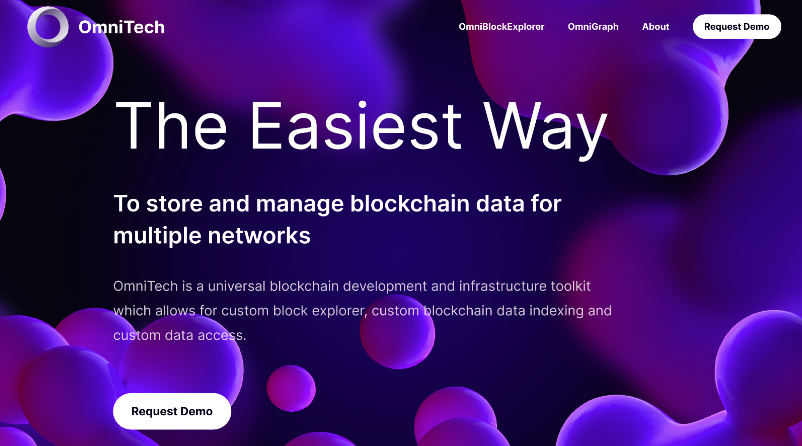 OmniTech
OmniBlockExplorer
OmniGraph
About
Request Demo
The Easiest Way
To store and manage blockchain data for
multiple networks
OmniTech is a universal blockchain development and infrastructure toolkit
which allows for custom block explorer, custom blockchain data indexing and
custom data access.
Request Demo